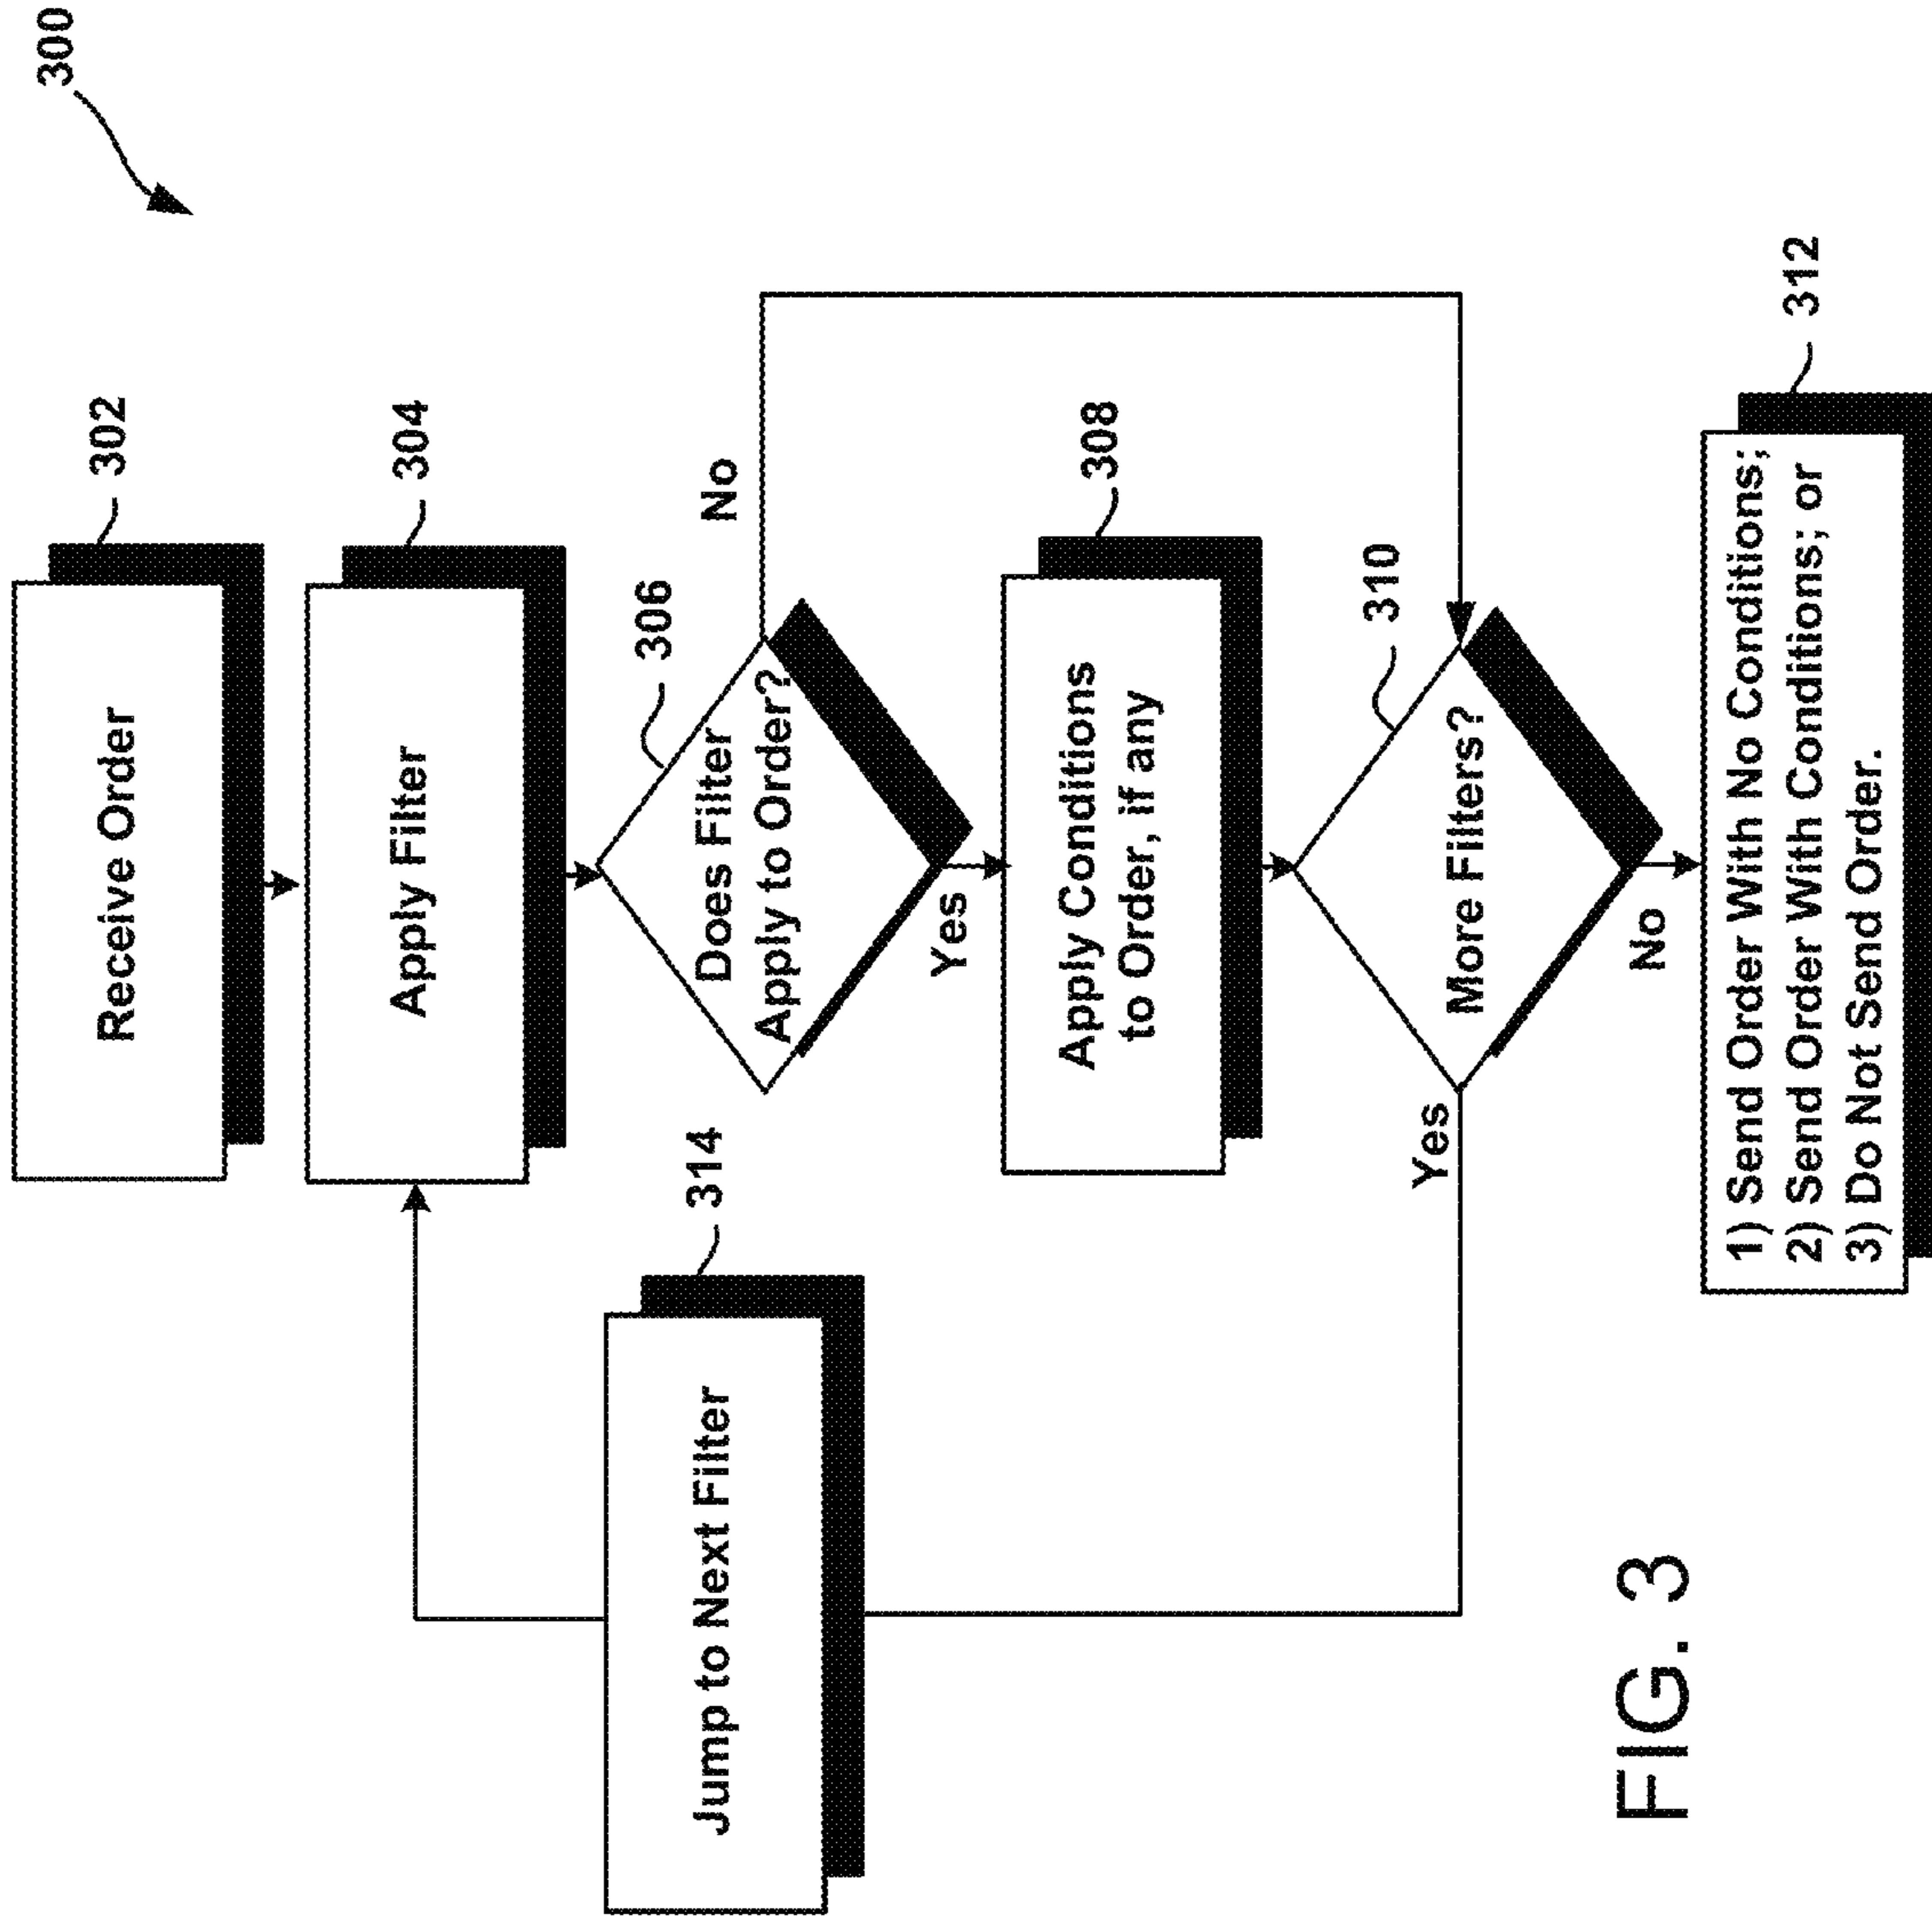 300
Receive Order
302
Apply Filter
304
Does Filter
Apply to Order?
306
No
Yes
Apply Conditions
to Order, if any
308
More Filters?
310
Yes
No
Jump to Next Filter
314
1) Send Order With No Conditions;
2) Send Order With Conditions; or
3) Do Not Send Order.
312
FIG. 3